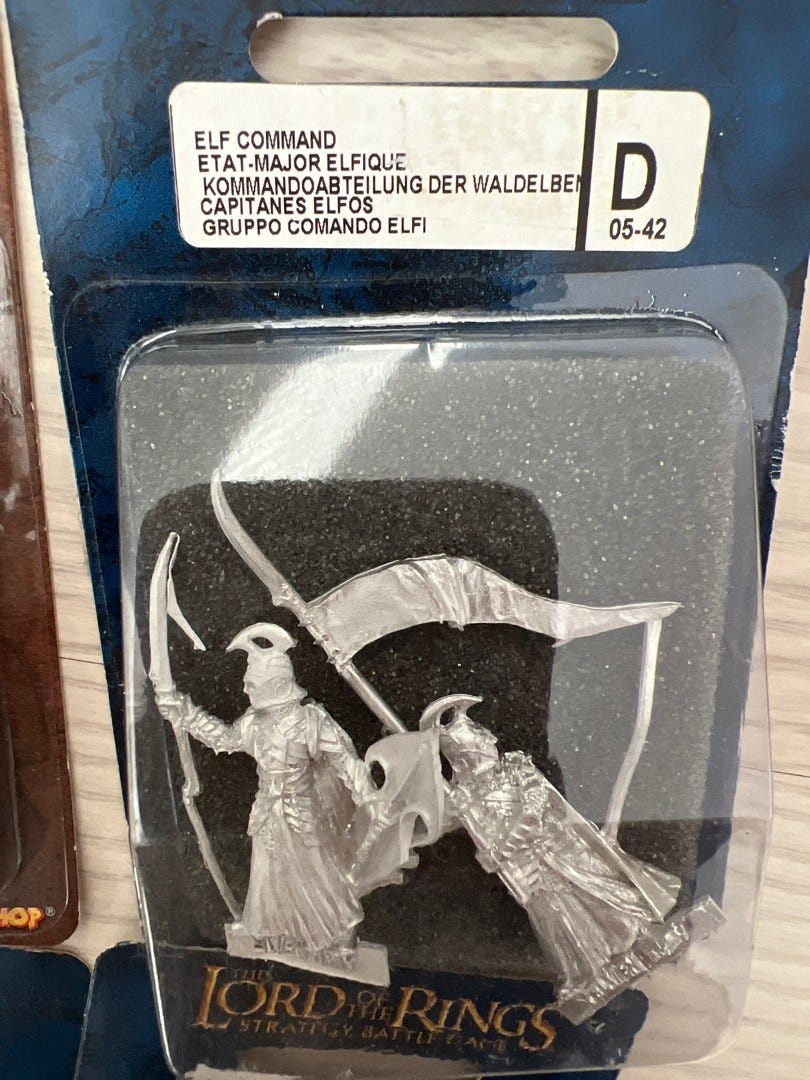 ELF COMMAND
ETAT-MAJOR ELFIQUE
KOMMANDOABTEILUNG DER WALDELBEN
CAPITANES ELFOS
GRUPPO COMANDO ELFI
D
05-42
HOP®
THE
LORD OF THE RINGS
STRATEGY BATTLE GAME